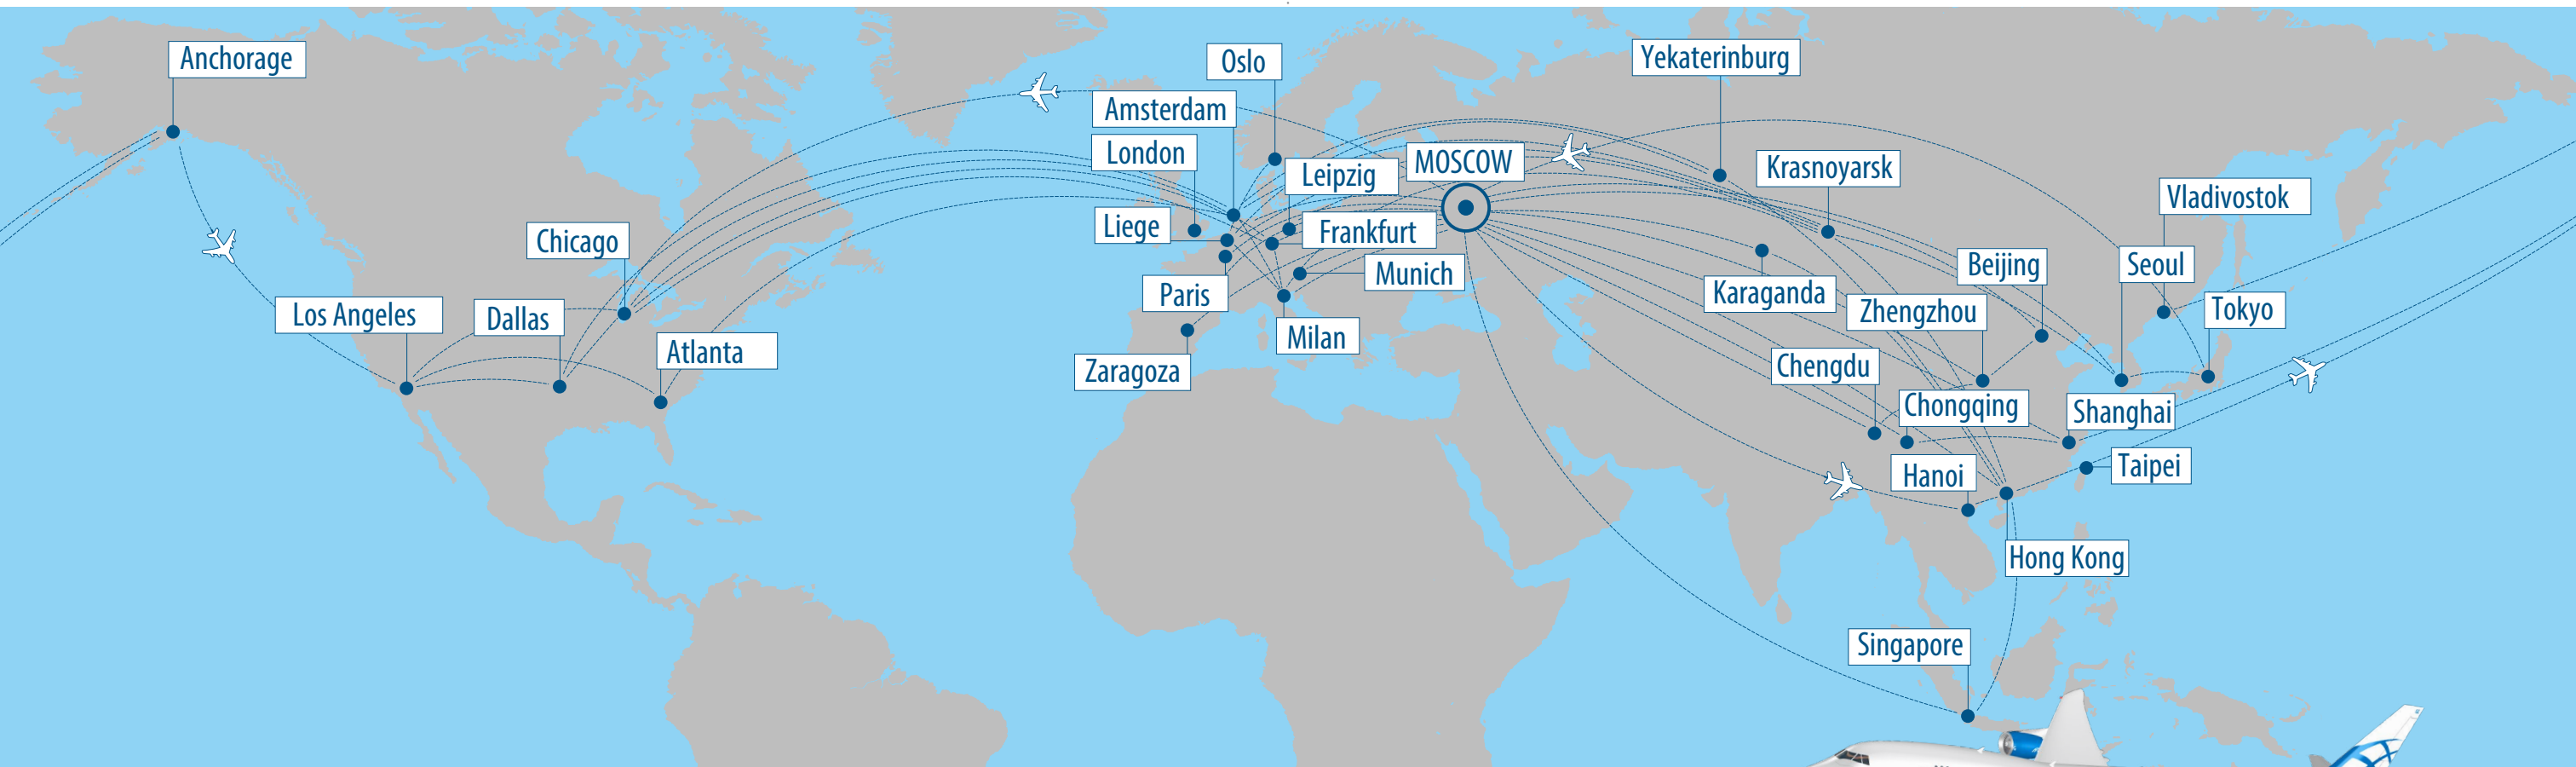 Anchorage
Oslo
Yekaterinburg
Amsterdam
London
Leipzig
MOSCOW
Krasnoyarsk
Vladivostok
Liege
Frankfurt
Chicago
Beijing
Seoul
Munich
Paris
Karaganda
Los Angeles
Dallas
Zhengzhou
Tokyo
Milan
Atlanta
Zaragoza
Chengdu
Chongqing
Shanghai
Hanoi
Taipei
Hong Kong
Singapore